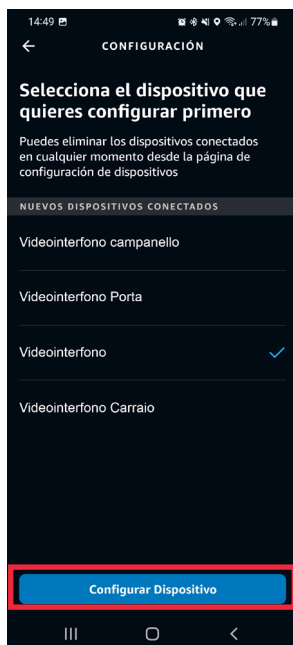 14:49 77%
CONFIGURACIÓN
Selecciona el dispositivo que
quieres configurar primero
Puedes eliminar los dispositivos conectados
en cualquier momento desde la página de
configuración de dispositivos
NUEVOS DISPOSITIVOS CONECTADOS
Videointerfono campanello
Videointerfono Porta
Videointerfono
Videointerfono Carraio
Configurar Dispositivo